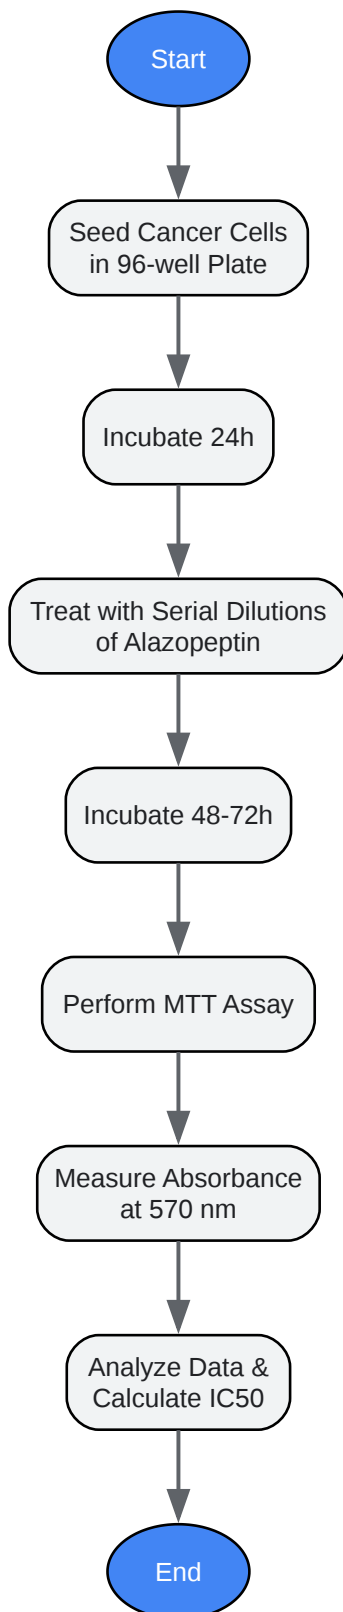 Start
Seed Cancer Cells
in 96-well Plate
Incubate 24h
Treat with Serial Dilutions
of Alazopeptin
Incubate 48-72h
Perform MTT Assay
Measure Absorbance
at 570 nm
Analyze Data &
Calculate IC50
End